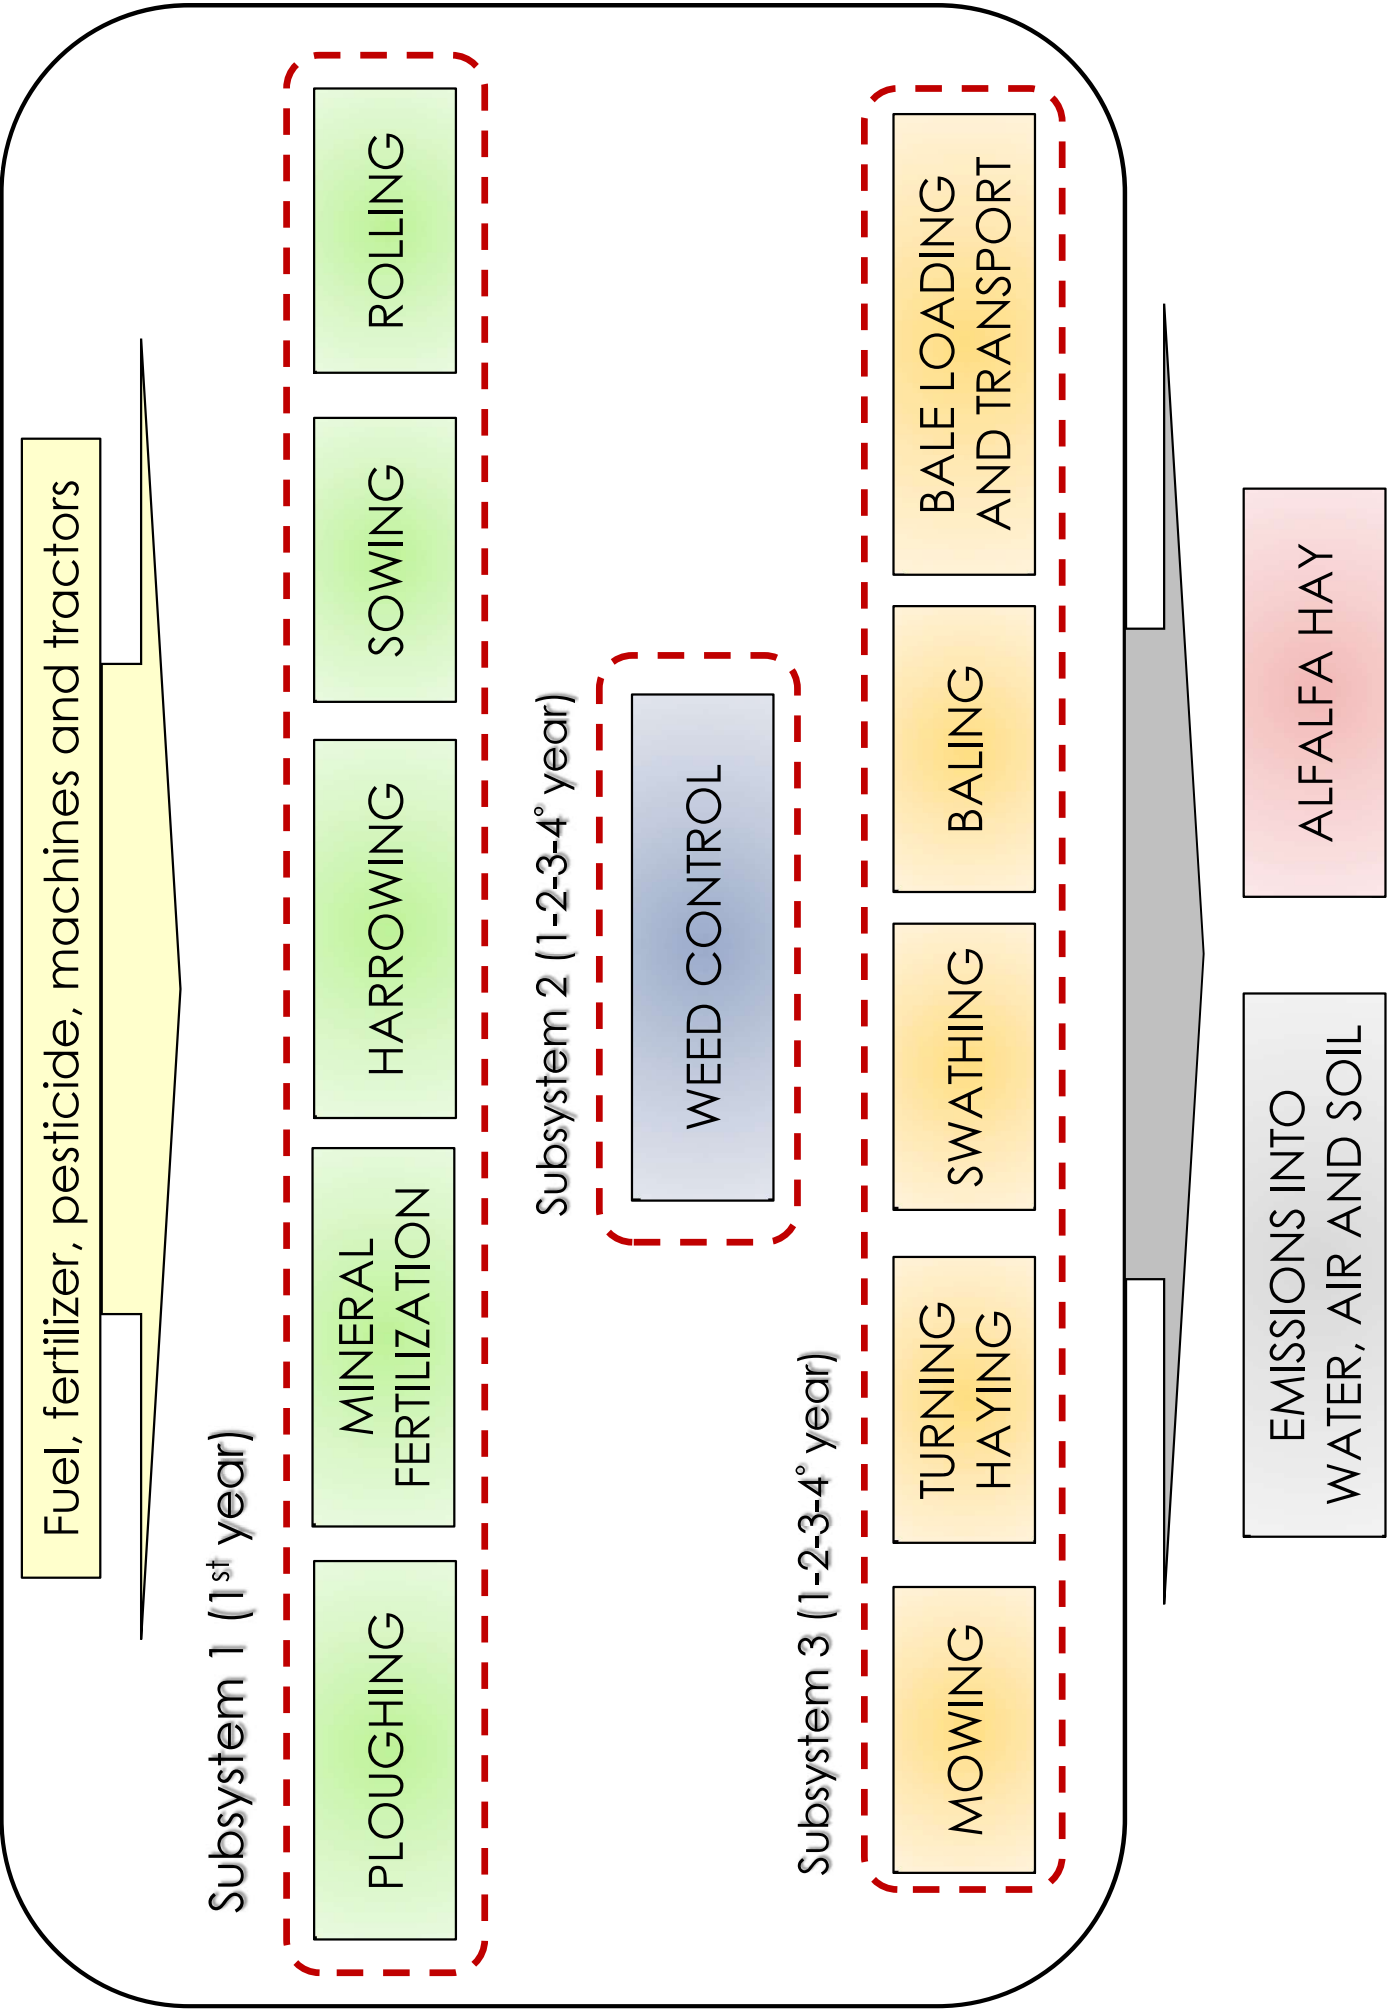 Fuel, fertilizer, pesticide, machines and tractors
Subsystem 1 (1st year)
PLOUGHING
MINERAL
FERTILIZATION
HARROWING
SOWING
ROLLING
Subsystem 2 (1-2-3-4° year)
WEED CONTROL
Subsystem 3 (1-2-3-4° year)
MOWING
TURNING
HAYING
SWATHING
BALING
BALE LOADING
AND TRANSPORT
EMISSIONS INTO
WATER, AIR AND SOIL
ALFALFA HAY